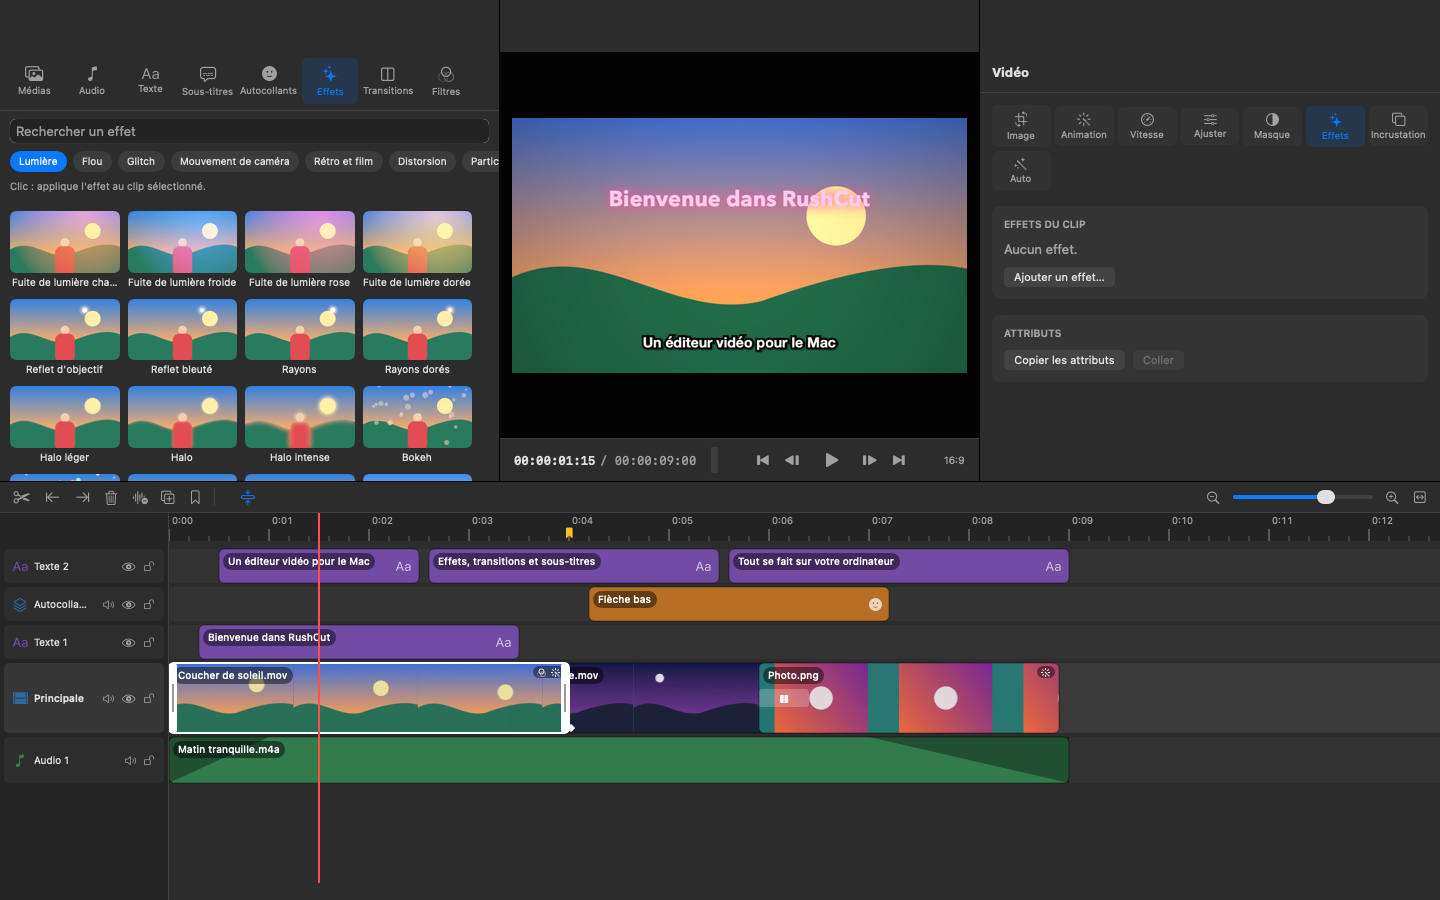 Médias
Audio
Aa
Texte
Sous-titres
Autocollants
Effets
Transitions
Filtres
Rechercher un effet
Lumière
Flou
Glitch
Mouvement de caméra
Rétro et film
Distorsion
Partic
Clic : applique l'effet au clip sélectionné.
Fuite de lumière cha...
Fuite de lumière froide
Fuite de lumière rose
Fuite de lumière dorée
Reflet d'objectif
Reflet bleuté
Rayons
Rayons dorés
Halo léger
Halo
Halo intense
Bokeh
Bienvenue dans RushCut
Un éditeur vidéo pour le Mac
00:00:01:15 / 00:00:09:00
16:9
Vidéo
Image
Animation
Vitesse
Ajuster
Masque
Effets
Incrustation
Auto
EFFETS DU CLIP
Aucun effet.
Ajouter un effet...
ATTRIBUTS
Copier les attributs
Coller
0:00
0:01
0:02
0:03
0:04
0:05
0:06
0:07
0:08
0:09
0:10
0:11
0:12
Aa Texte 2
Un éditeur vidéo pour le Mac Aa
Effets, transitions et sous-titres Aa
Tout se fait sur votre ordinateur Aa
Autocolla...
Flèche bas
Aa Texte 1
Bienvenue dans RushCut Aa
Principale
Coucher de soleil.mov
e.mov
Photo.png
Audio 1
Matin tranquille.m4a